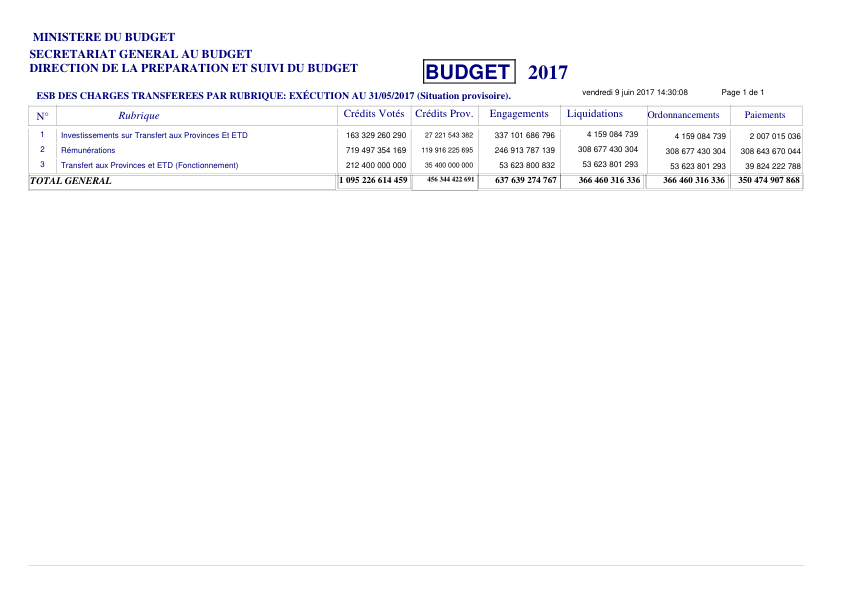 MINISTERE DU BUDGET
SECRETARIAT GENERAL AU BUDGET
DIRECTION DE LA PREPARATION ET SUIVI DU BUDGET
BUDGET 2017
ESB DES CHARGES TRANSFEREES PAR RUBRIQUE: EXÉCUTION AU 31/05/2017 (Situation provisoire). vendredi 9 juin 2017 14:30:08 Page 1 de 1
N° Rubrique Crédits Votés Crédits Prov. Engagements Liquidations Ordonnancements Paiements
1 Investissements sur Transfert aux Provinces Et ETD 163 329 260 290 27 221 543 382 337 101 686 796 4 159 084 739 4 159 084 739 2 007 015 036
2 Rémunérations 719 497 354 169 119 916 225 695 246 913 787 139 308 677 430 304 308 677 430 304 308 643 670 044
3 Transfert aux Provinces et ETD (Fonctionnement) 212 400 000 000 35 400 000 000 53 623 800 832 53 623 801 293 53 623 801 293 39 824 222 788
TOTAL GENERAL 1 095 226 614 459 456 344 422 691 637 639 274 767 366 460 316 336 366 460 316 336 350 474 907 868